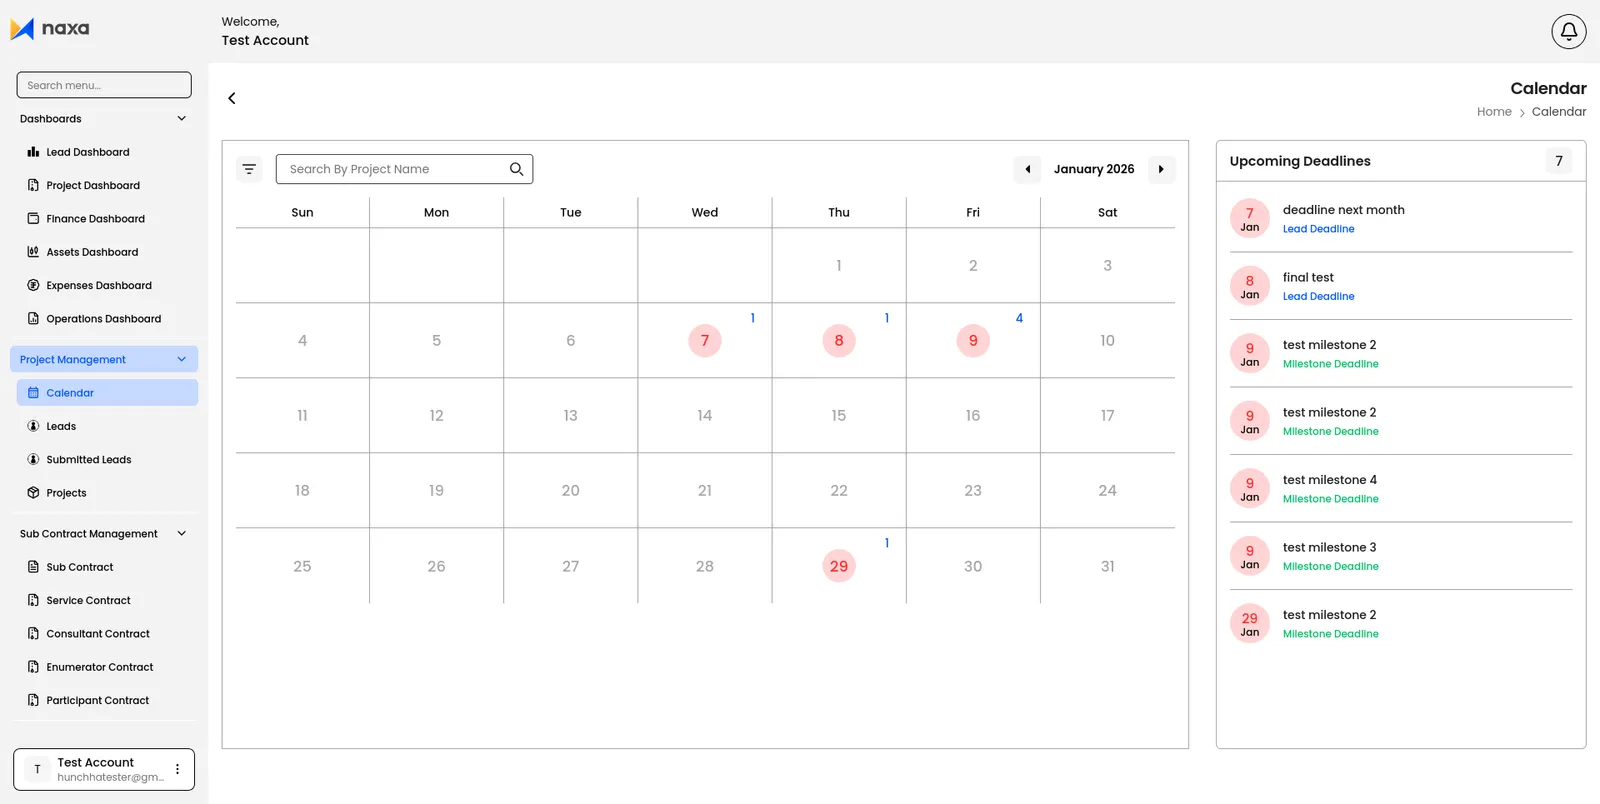 naxa
Welcome,
Test Account
Search menu...
Dashboards
Lead Dashboard
Project Dashboard
Finance Dashboard
Assets Dashboard
Expenses Dashboard
Operations Dashboard
Project Management
Calendar
Leads
Submitted Leads
Projects
Sub Contract Management
Sub Contract
Service Contract
Consultant Contract
Enumerator Contract
Participant Contract
T
Test Account
hunchhatester@gm...
Calendar
Home > Calendar
Search By Project Name
January 2026
Sun Mon Tue Wed Thu Fri Sat
1 2 3
1 1 4
4 5 6 7 8 9 10
11 12 13 14 15 16 17
18 19 20 21 22 23 24
1
25 26 27 28 29 30 31
Upcoming Deadlines 7
7 Jan
deadline next month
Lead Deadline
8 Jan
final test
Lead Deadline
9 Jan
test milestone 2
Milestone Deadline
9 Jan
test milestone 2
Milestone Deadline
9 Jan
test milestone 4
Milestone Deadline
9 Jan
test milestone 3
Milestone Deadline
29 Jan
test milestone 2
Milestone Deadline